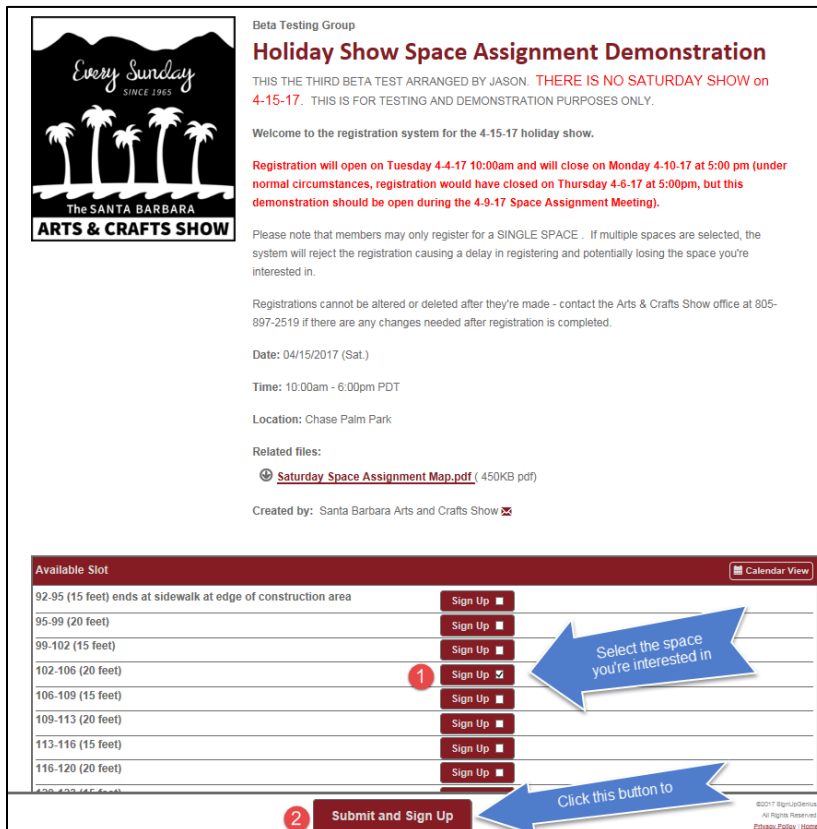 Every Sunday
SINCE 1965
The SANTA BARBARA
ARTS & CRAFTS SHOW
Beta Testing Group
Holiday Show Space Assignment Demonstration
THIS THE THIRD BETA TEST ARRANGED BY JASON. THERE IS NO SATURDAY SHOW on
4-15-17. THIS IS FOR TESTING AND DEMONSTRATION PURPOSES ONLY.
Welcome to the registration system for the 4-15-17 holiday show.
Registration will open on Tuesday 4-4-17 10:00am and will close on Monday 4-10-17 at 5:00 pm (under
normal circumstances, registration would have closed on Thursday 4-6-17 at 5:00pm, but this
demonstration should be open during the 4-9-17 Space Assignment Meeting).
Please note that members may only register for a SINGLE SPACE . If multiple spaces are selected, the
system will reject the registration causing a delay in registering and potentially losing the space you're
interested in.
Registrations cannot be altered or deleted after they're made - contact the Arts & Crafts Show office at 805-
897-2519 if there are any changes needed after registration is completed.
Date: 04/15/2017 (Sat.)
Time: 10:00am - 6:00pm PDT
Location: Chase Palm Park
Related files:
Saturday Space Assignment Map.pdf ( 450KB pdf)
Created by: Santa Barbara Arts and Crafts Show
Available Slot Calendar View
92-95 (15 feet) ends at sidewalk at edge of construction area Sign Up
95-99 (20 feet) Sign Up
99-102 (15 feet) Sign Up
102-106 (20 feet) 1 Sign Up
106-109 (15 feet) Sign Up
109-113 (20 feet) Sign Up
113-116 (15 feet) Sign Up
116-120 (20 feet) Sign Up
Select the space
you're interested in
2 Submit and Sign Up
Click this button to
©2017 SignUpGenius
All Rights Reserved
Privacy Policy | Home